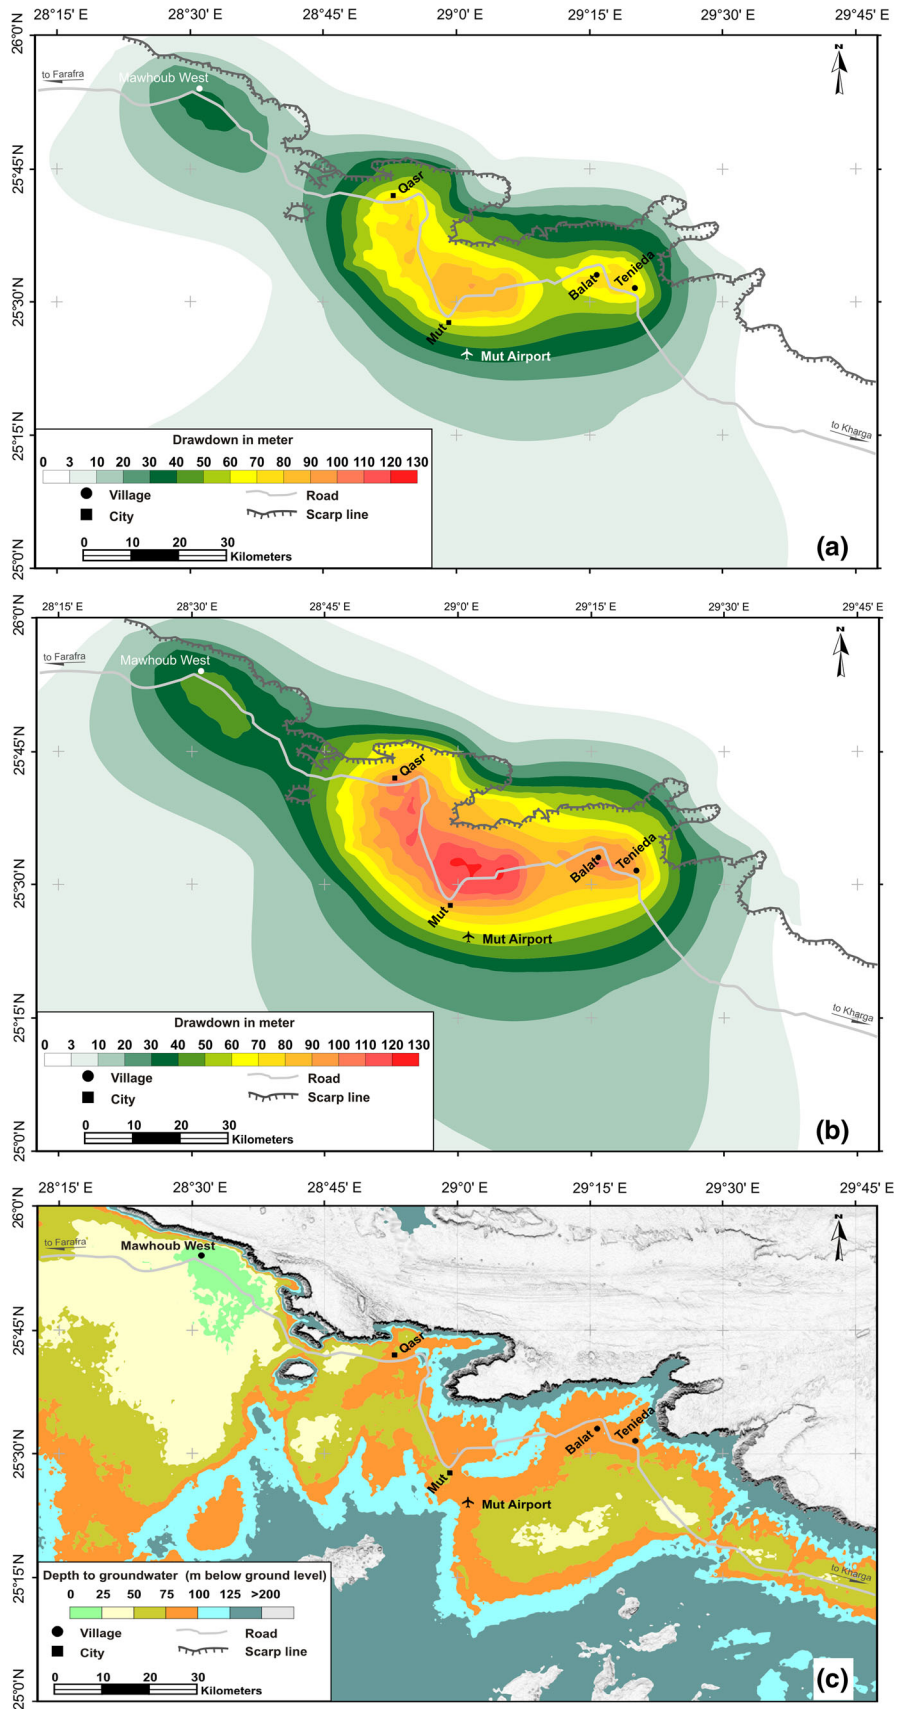 28°15' E 28°30' E 28°45' E 29°0' E 29°15' E 29°30' E 29°45' E
26°0'N
25°45'N
25°30'N
25°15'N
25°0'N
N
to Farafra
Mawhoub West
Qasr
Balat
Tenieda
Mut
Mut Airport
to Kharga
Drawdown in meter
0 3 10 20 30 40 50 60 70 80 90 100 110 130
Village
Road
City
Scarp line
0 10 20 30
Kilometers
(a)
28°15' E 28°30' E 28°45' E 29°0' E 29°15' E 29°30' E 29°45' E
26°0'N
25°45'N
25°30'N
25°15'N
25°0'N
N
to Farafra
Mawhoub West
Qasr
Balat
Tenieda
Mut
Mut Airport
to Kharga
Drawdown in meter
0 3 10 20 30 40 50 60 70 80 90 100 110 130
Village
Road
City
Scarp line
0 10 20 30
Kilometers
(b)
28°15' E 28°30' E 28°45' E 29°0' E 29°15' E 29°30' E 29°45' E
26°0'N
25°45'N
25°30'N
25°15'N
25°0'N
N
to Farafra
Mawhoub West
Qasr
Balat
Tenieda
Mut
Mut Airport
to Kharga
Depth to groundwater (m below ground level)
0 25 50 75 100 125 >200
Village
Road
City
Scarp line
0 10 20 30
Kilometers
(c)